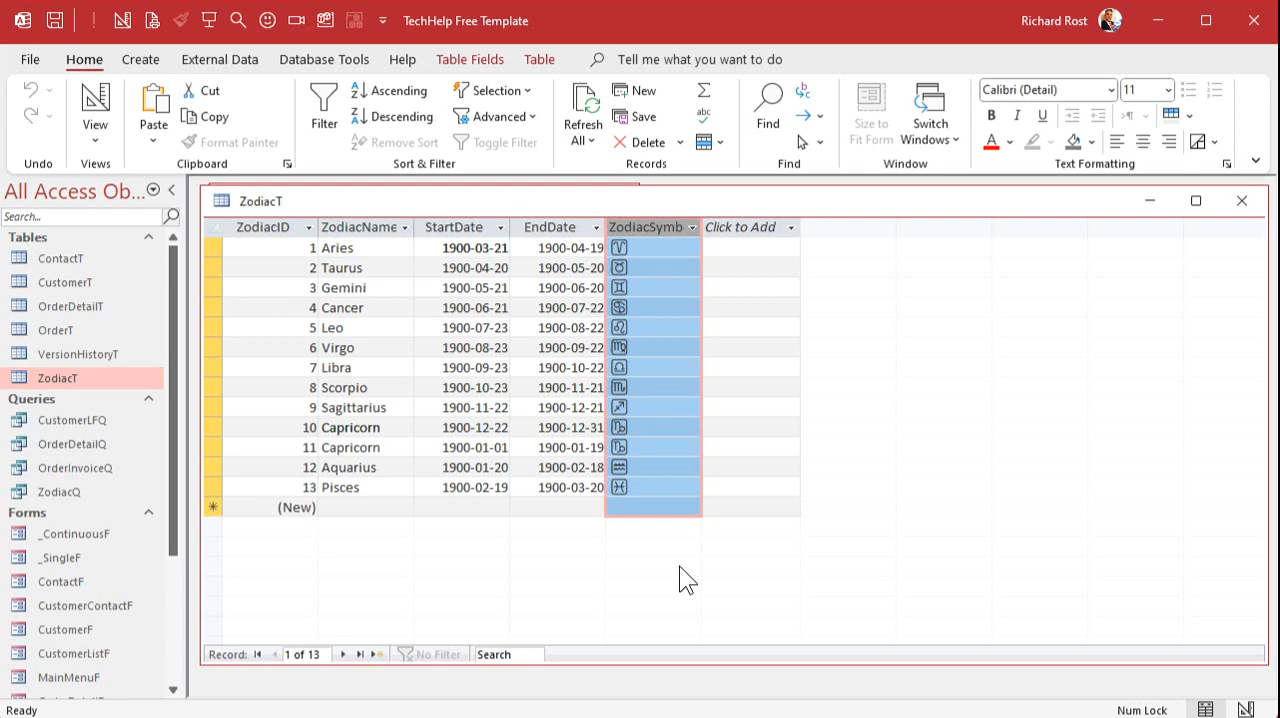 TechHelp Free Template
Richard Rost
File Home Create External Data Database Tools Help Table Fields Table Tell me what you want to do
View
Paste
Cut
Copy
Format Painter
Filter
Ascending
Descending
Remove Sort
Selection
Advanced
Toggle Filter
Refresh
All
New
Save
Delete
Find
Size to
Fit Form
Switch
Windows
Calibri (Detail) 11
B I U
A
Undo Views Clipboard Sort & Filter Records Find Window Text Formatting
All Access Ob...
Search...
Tables
ContactT
CustomerT
OrderDetailT
OrderT
VersionHistoryT
ZodiacT
Queries
CustomerLFQ
OrderDetailQ
OrderInvoiceQ
ZodiacQ
Forms
_ContinuousF
_SingleF
ContactF
CustomerContactF
CustomerF
CustomerListF
MainMenuF
ZodiacT
ZodiacID ZodiacName StartDate EndDate ZodiacSymb Click to Add
1 Aries 1900-03-21 1900-04-19 ♈
2 Taurus 1900-04-20 1900-05-20 ♉
3 Gemini 1900-05-21 1900-06-20 ♊
4 Cancer 1900-06-21 1900-07-22 ♋
5 Leo 1900-07-23 1900-08-22 ♌
6 Virgo 1900-08-23 1900-09-22 ♍
7 Libra 1900-09-23 1900-10-22 ♎
8 Scorpio 1900-10-23 1900-11-21 ♏
9 Sagittarius 1900-11-22 1900-12-21 ♐
10 Capricorn 1900-12-22 1900-12-31 ♑
11 Capricorn 1900-01-01 1900-01-19 ♑
12 Aquarius 1900-01-20 1900-02-18 ♒
13 Pisces 1900-02-19 1900-03-20 ♓
(New)
Record: 1 of 13 No Filter Search
Ready
Num Lock